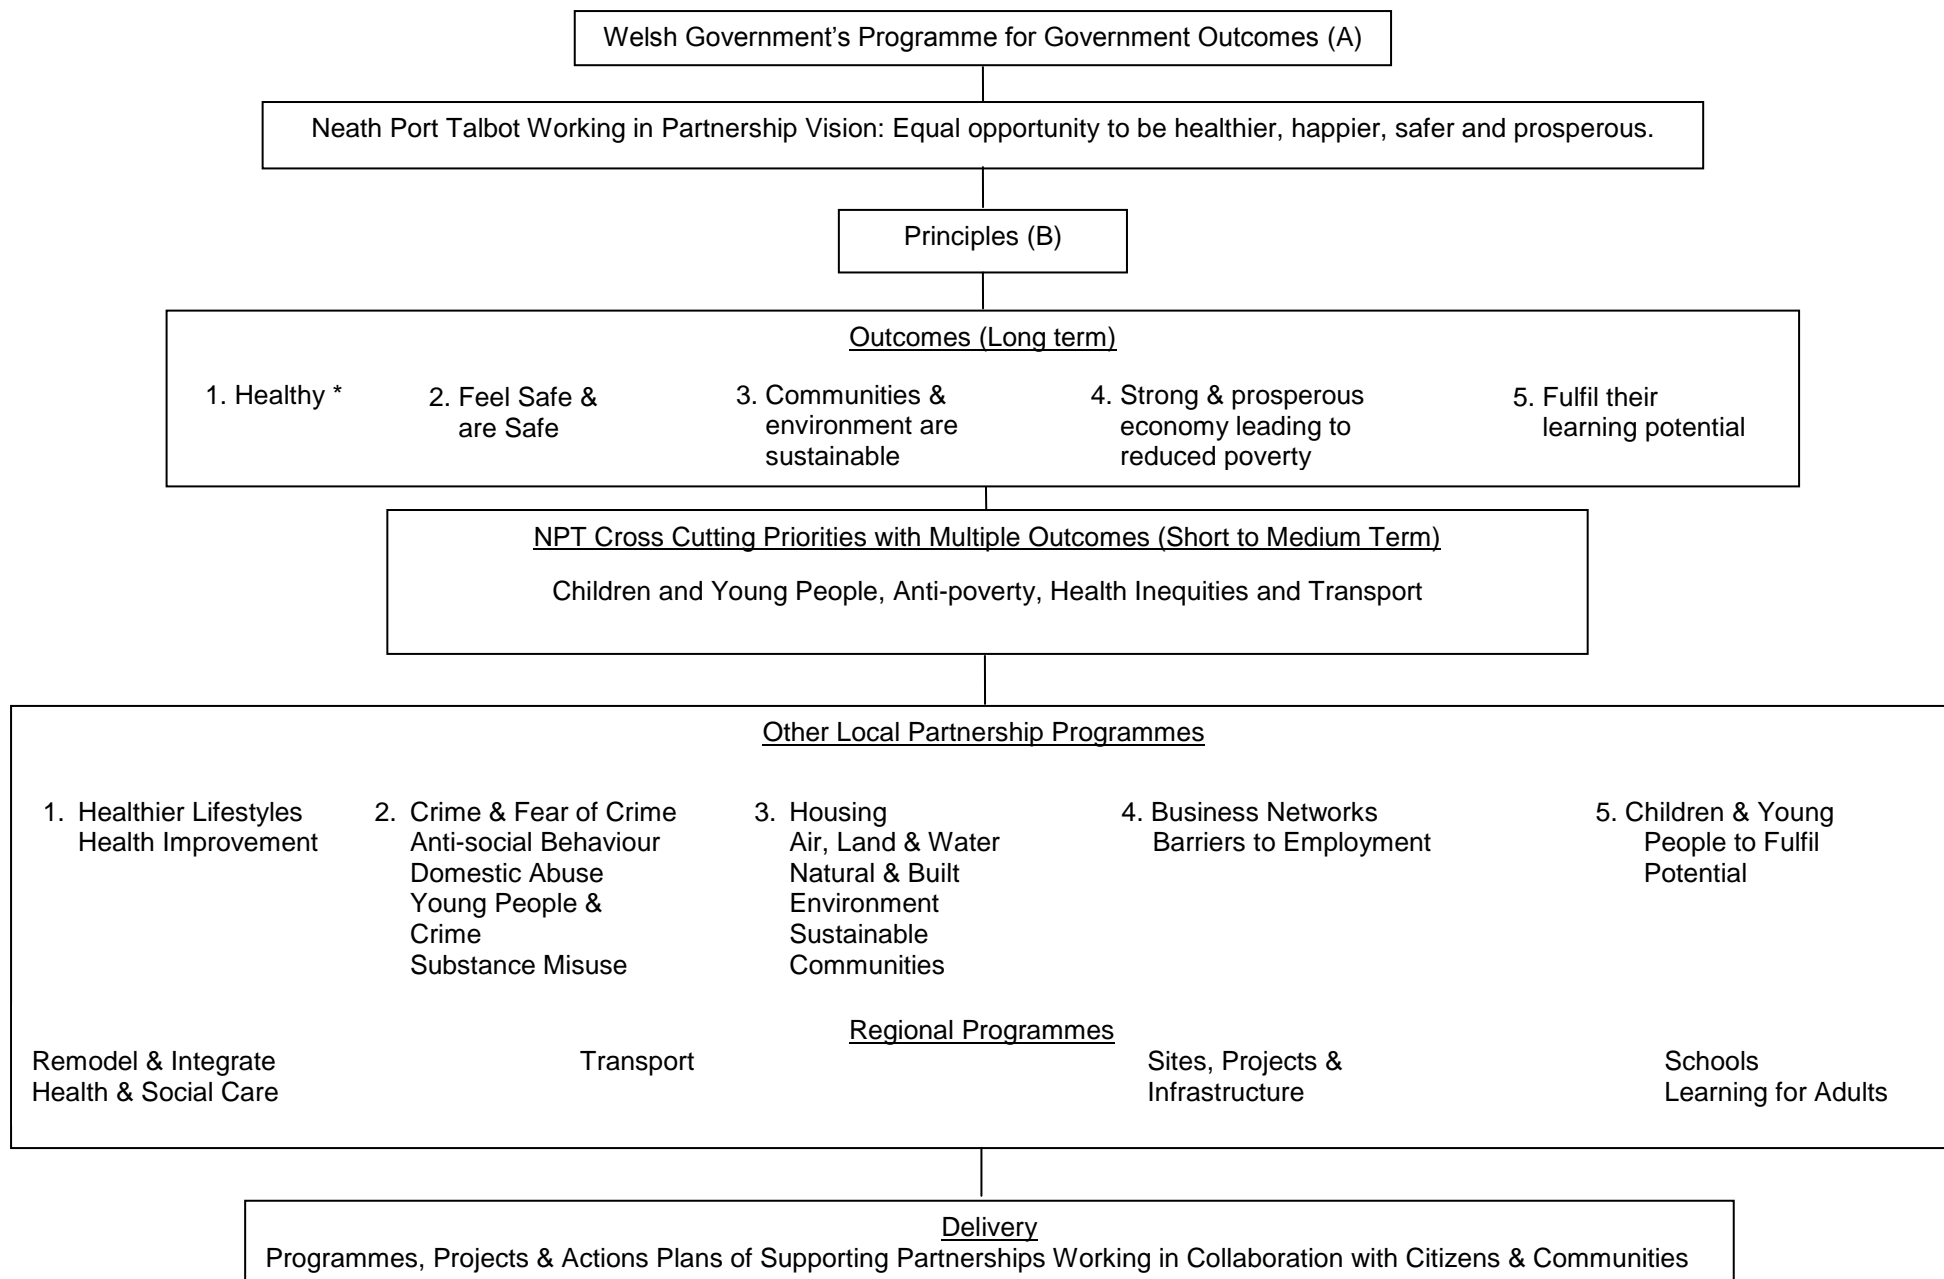 Welsh Government’s Programme for Government Outcomes (A)
Neath Port Talbot Working in Partnership Vision: Equal opportunity to be healthier, happier, safer and prosperous.
Principles (B)
Outcomes (Long term)
1. Healthy *
2. Feel Safe &
are Safe
3. Communities &
environment are
sustainable
4. Strong & prosperous
economy leading to
reduced poverty
5. Fulfil their
learning potential
NPT Cross Cutting Priorities with Multiple Outcomes (Short to Medium Term)
Children and Young People, Anti-poverty, Health Inequities and Transport
Other Local Partnership Programmes
1. Healthier Lifestyles
Health Improvement
2. Crime & Fear of Crime
Anti-social Behaviour
Domestic Abuse
Young People &
Crime
Substance Misuse
3. Housing
Air, Land & Water
Natural & Built
Environment
Sustainable
Communities
4. Business Networks
Barriers to Employment
5. Children & Young
People to Fulfil
Potential
Regional Programmes
Remodel & Integrate
Health & Social Care
Transport
Sites, Projects &
Infrastructure
Schools
Learning for Adults
Delivery
Programmes, Projects & Actions Plans of Supporting Partnerships Working in Collaboration with Citizens & Communities